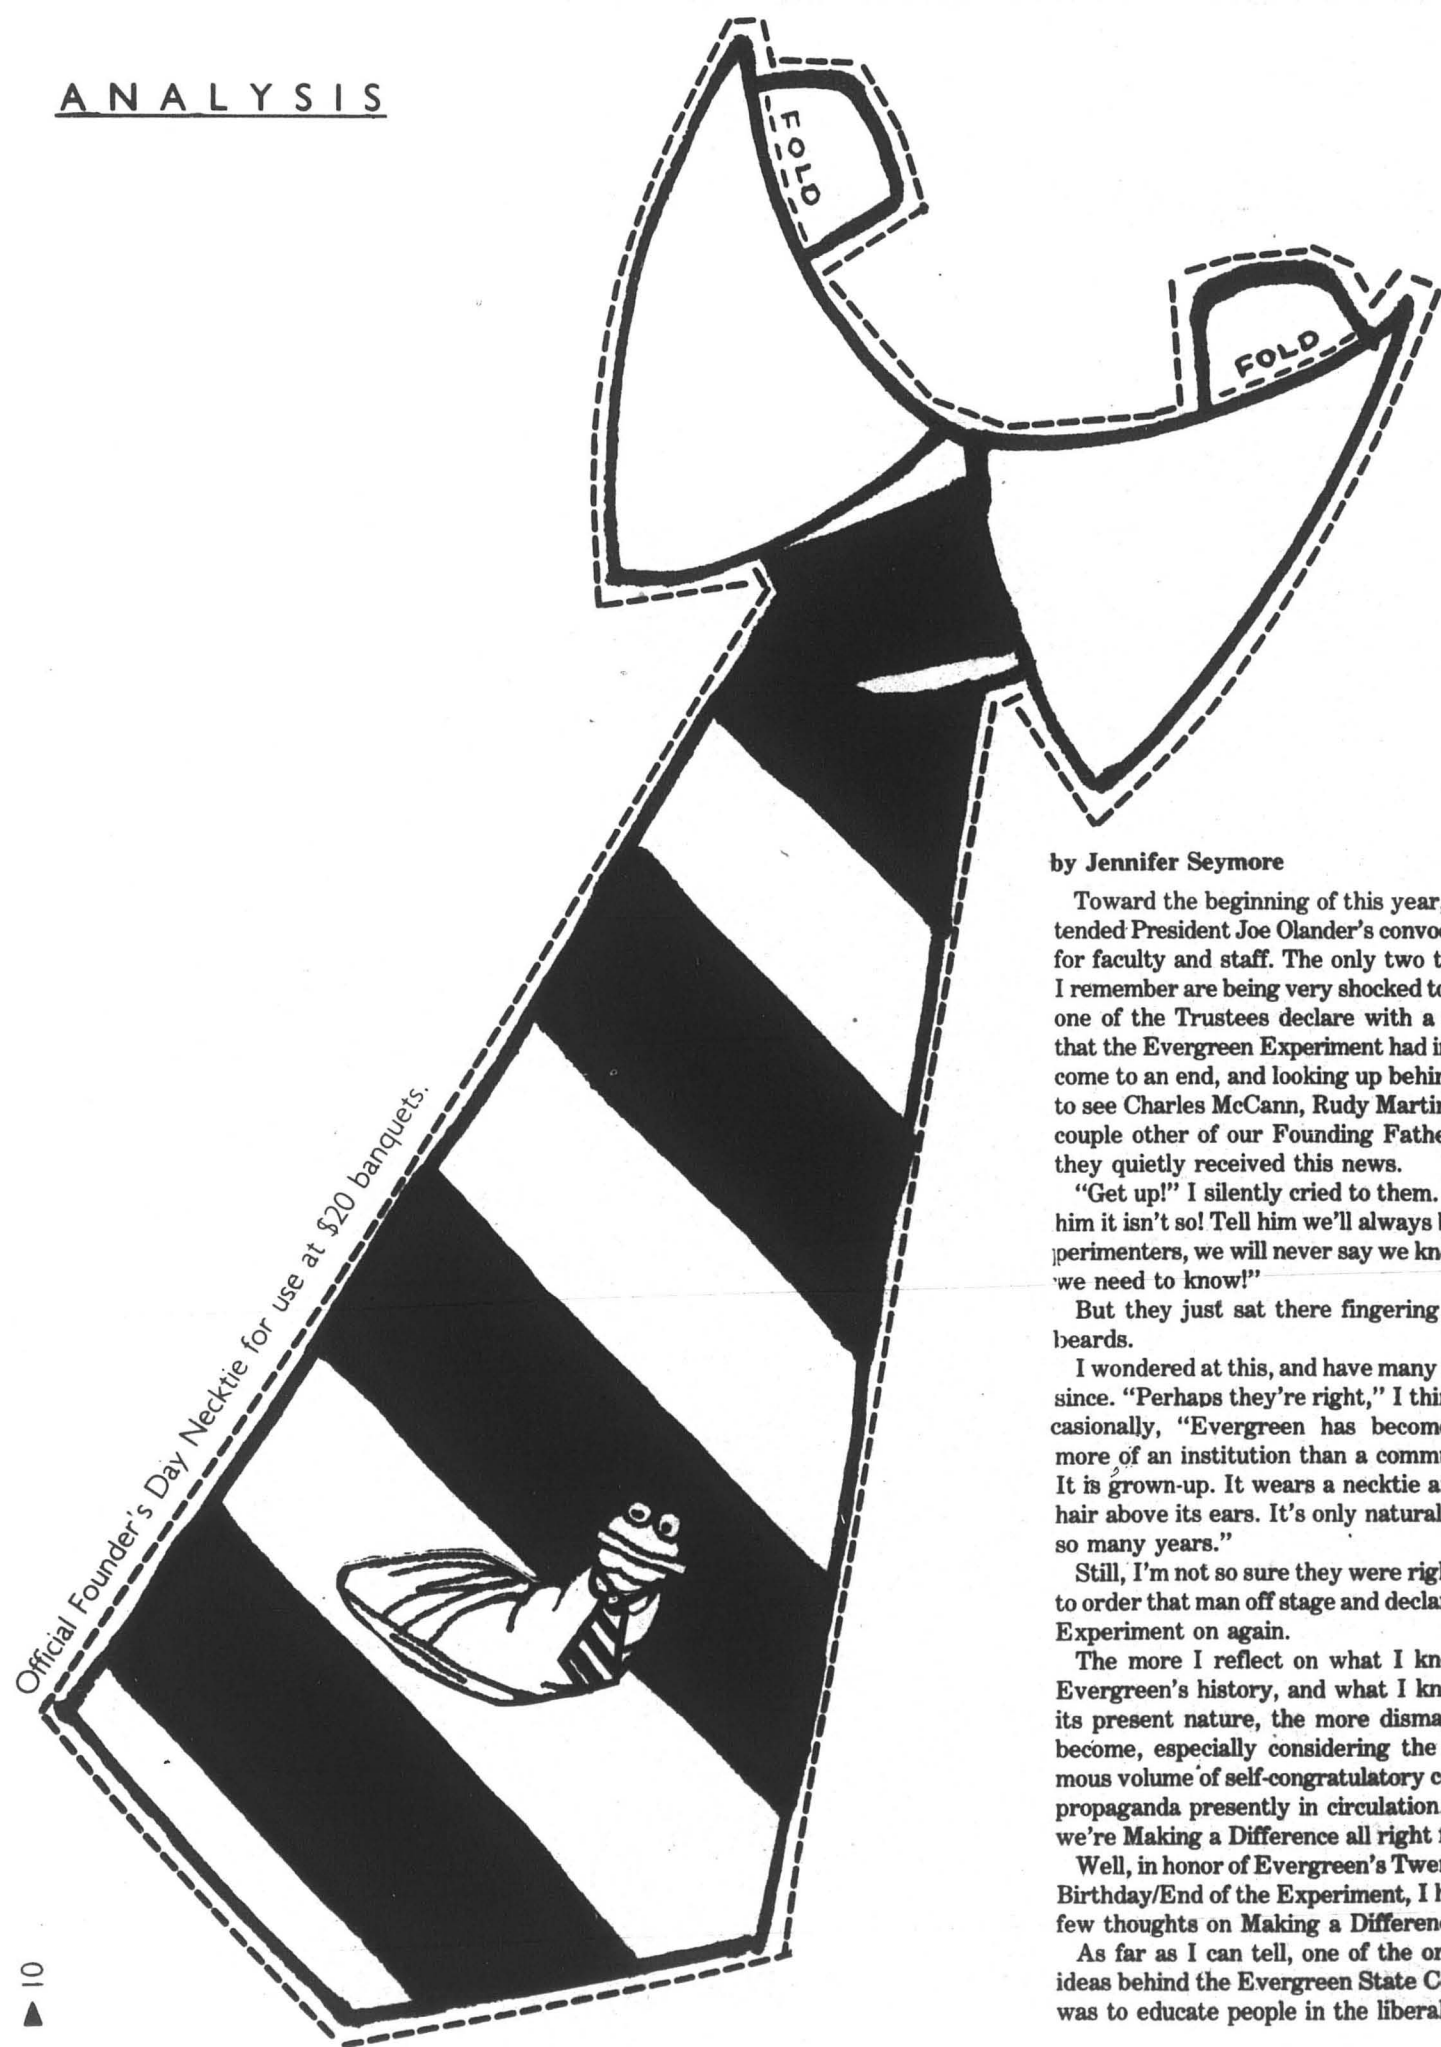 ANALYSIS
FOLD
FOLD
Official Founder's Day Necktie for use at $20 banquets.
by Jennifer Seymore
Toward the beginning of this year,
tended President Joe Olander's convoc
for faculty and staff. The only two t
I remember are being very shocked to
one of the Trustees declare with a
that the Evergreen Experiment had i
come to an end, and looking up behin
to see Charles McCann, Rudy Martin
couple other of our Founding Fathe
they quietly received this news.
"Get up!" I silently cried to them.
him it isn't so! Tell him we'll always b
perimenters, we will never say we kn
we need to know!"
But they just sat there fingering
beards.
I wondered at this, and have many
since. "Perhaps they're right," I thin
casionally, "Evergreen has becom
more of an institution than a comm
It is grown-up. It wears a necktie a
hair above its ears. It's only natural
so many years."
Still, I'm not so sure they were righ
to order that man off stage and decla
Experiment on again.
The more I reflect on what I kn
Evergreen's history, and what I kn
its present nature, the more disma
become, especially considering the
mous volume of self-congratulatory c
propaganda presently in circulation.
we're Making a Difference all right
Well, in honor of Evergreen's Twen
Birthday/End of the Experiment, I h
few thoughts on Making a Differen
As far as I can tell, one of the or
ideas behind the Evergreen State C
was to educate people in the liberal
10